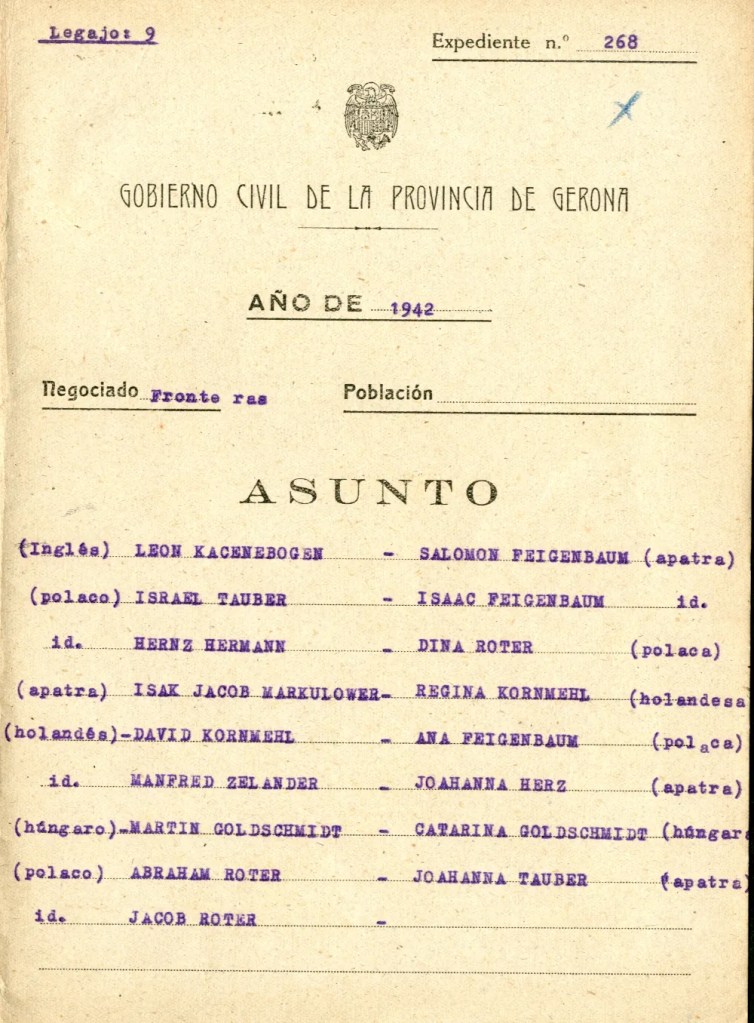 Legajo: 9
Expediente n.º 268
GOBIERNO CIVIL DE LA PROVINCIA DE GERONA
AÑO DE 1942
Negociado Fronte ras Población
ASUNTO
(Inglés) LEON KACENEBOGEN - SALOMON FEIGENBAUM (apatra)
(polaco) ISRAEL TAUBER - ISAAC FEIGENBAUM id.
id. HERNZ HERMANN - DINA ROTER (polaca)
(apatra) ISAK JACOB MARKULOWER- REGINA KORNMEHL (holandesa
(holandés)-DAVID KORNMEHL - ANA FEIGENBAUM (polaca)
id. MANFRED ZELANDER - JOAHANNA HERZ (apatra)
(húngaro)-MARTIN GOLDSCHMIDT - CATARINA GOLDSCHMIDT (húngara
(polaco) ABRAHAM ROTER - JOAHANNA TAUBER (apatra)
id. JACOB ROTER -